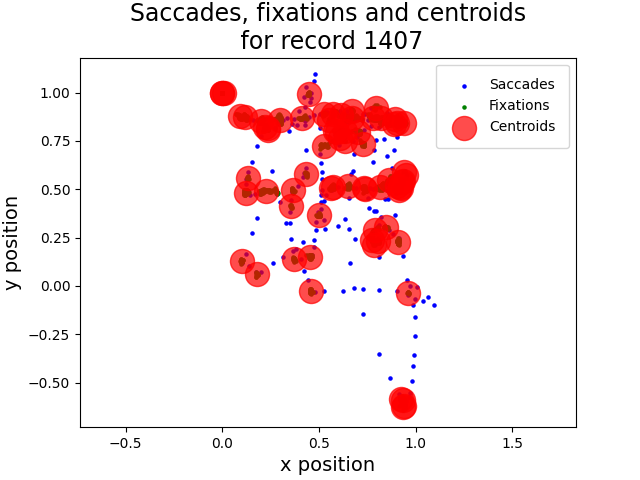 Saccades, fixations and centroids
for record 1407
Saccades
Fixations
Centroids
1.00
0.75
0.50
0.25
0.00
−0.25
−0.50
y position
−0.5
0.0
0.5
1.0
1.5
x position